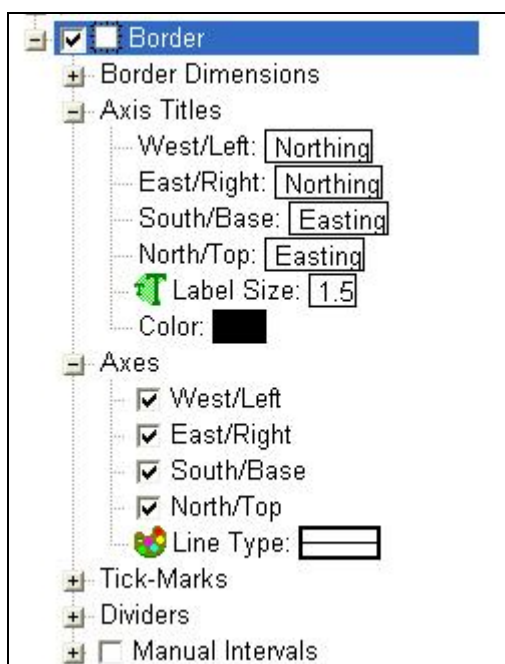 Border
Border Dimensions
Axis Titles
West/Left: Northing
East/Right: Northing
South/Base: Easting
North/Top: Easting
Label Size: 1.5
Color:
Axes
West/Left
East/Right
South/Base
North/Top
Line Type:
Tick-Marks
Dividers
Manual Intervals